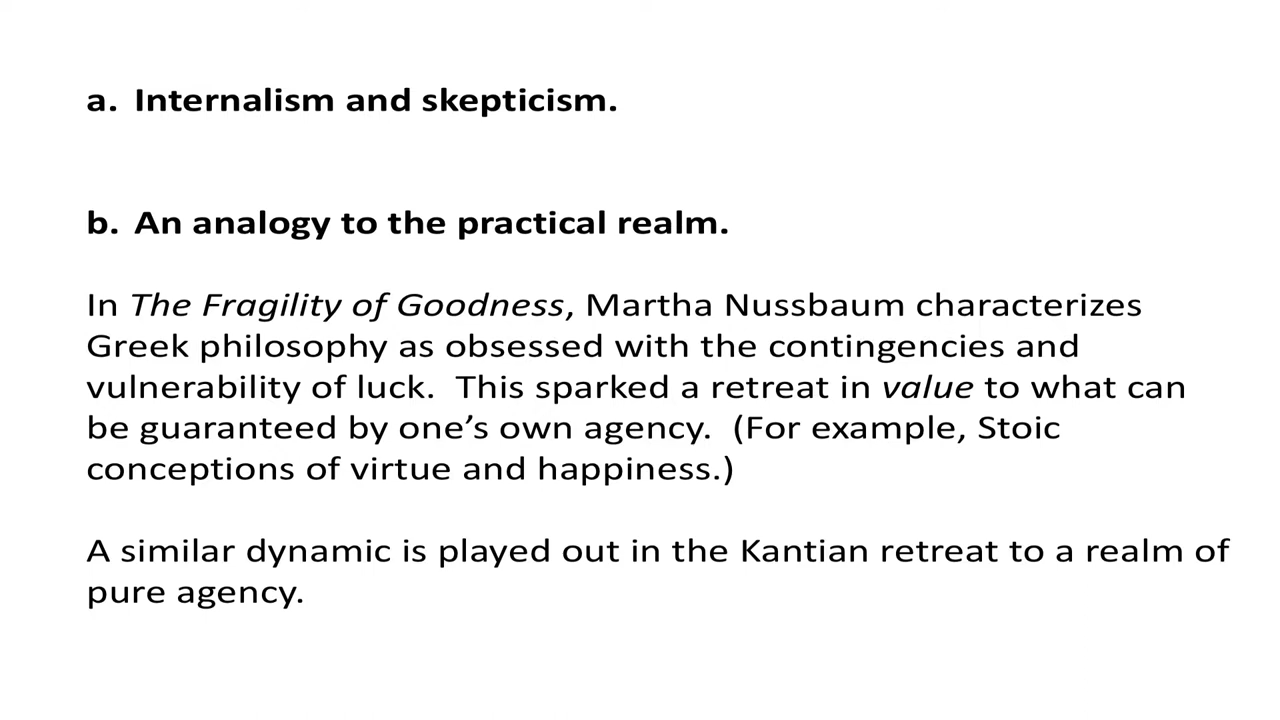 a. Internalism and skepticism.
b. An analogy to the practical realm.
In The Fragility of Goodness, Martha Nussbaum characterizes
Greek philosophy as obsessed with the contingencies and
vulnerability of luck. This sparked a retreat in value to what can
be guaranteed by one’s own agency. (For example, Stoic
conceptions of virtue and happiness.)
A similar dynamic is played out in the Kantian retreat to a realm of
pure agency.